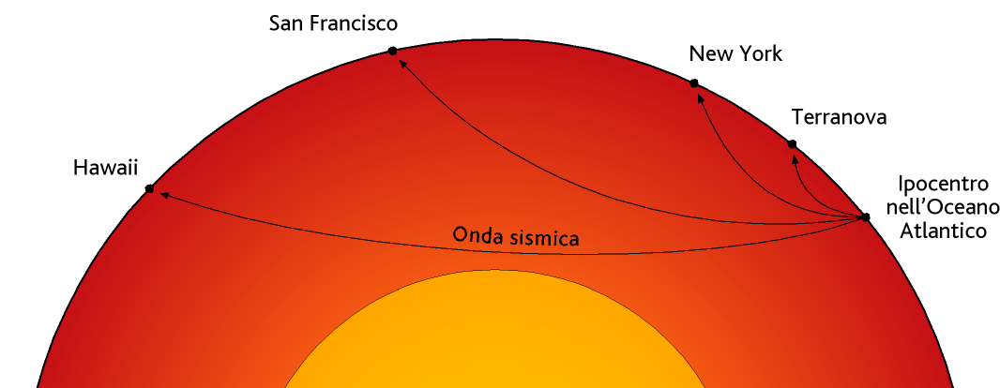 San Francisco
New York
Terranova
Hawaii
Ipocentro
nell'Oceano
Atlantico
Onda sismica